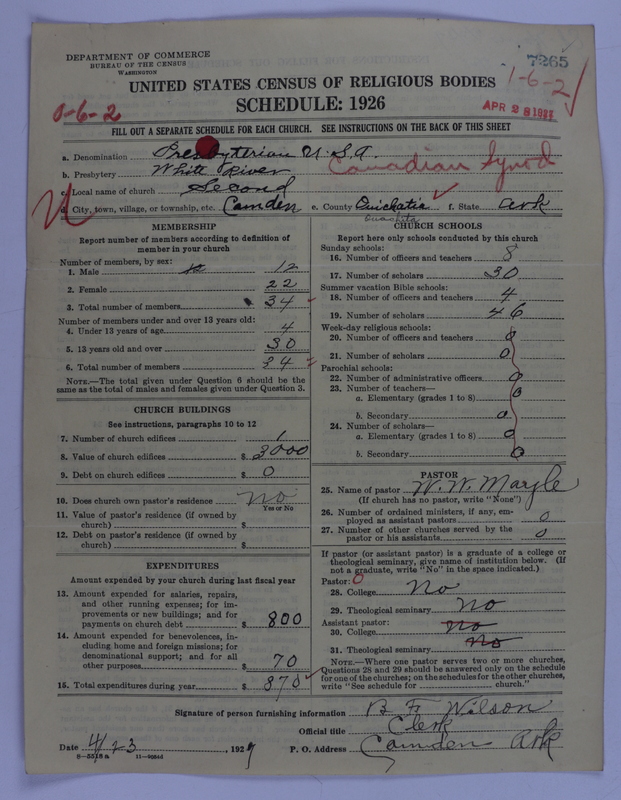 DEPARTMENT OF COMMERCE
BUREAU OF THE CENSUS
WASHINGTON
7265
1-6-2
UNITED STATES CENSUS OF RELIGIOUS BODIES
0-6-2
SCHEDULE: 1926
APR 28 1927
FILL OUT A SEPARATE SCHEDULE FOR EACH CHURCH. SEE INSTRUCTIONS ON THE BACK OF THIS SHEET
a. Denomination Presbyterian U.S.A.
Canadian Synod
b. Presbytery White River
c. Local name of church Second
d. City, town, village, or township, etc. Camden e. County Ouichatia f. State Ark
Ouachita
MEMBERSHIP
Report number of members according to definition of
member in your church
Number of members, by sex:
1. Male 12
2. Female 22
3. Total number of members 34
Number of members under and over 13 years old:
4. Under 13 years of age 4
5. 13 years old and over 30
6. Total number of members 34
NOTE.—The total given under Question 6 should be the
same as the total of males and females given under Question 3.
CHURCH BUILDINGS
See instructions, paragraphs 10 to 12
7. Number of church edifices 1
8. Value of church edifices $ 3000
9. Debt on church edifices $ 0
10. Does church own pastor's residence No
Yes or No
11. Value of pastor's residence (if owned by
church) $
12. Debt on pastor's residence (if owned by
church) $
EXPENDITURES
Amount expended by your church during last fiscal year
13. Amount expended for salaries, repairs,
and other running expenses; for im-
provements or new buildings; and for
payments on church debt $ 800
14. Amount expended for benevolences, in-
cluding home and foreign missions; for
denominational support; and for all
other purposes $ 70
15. Total expenditures during year $ 870
CHURCH SCHOOLS
Report here only schools conducted by this church
Sunday schools:
16. Number of officers and teachers 8
17. Number of scholars 30
Summer vacation Bible schools:
18. Number of officers and teachers 4
19. Number of scholars 46
Week-day religious schools:
20. Number of officers and teachers 0
21. Number of scholars 0
Parochial schools:
22. Number of administrative officers 0
23. Number of teachers—
a. Elementary (grades 1 to 8) 0
b. Secondary 0
24. Number of scholars—
a. Elementary (grades 1 to 8) 0
b. Secondary 0
PASTOR
25. Name of pastor W. W. Mayle
(If church has no pastor, write "None")
26. Number of ordained ministers, if any, em-
ployed as assistant pastors 0
27. Number of other churches served by the
pastor or his assistants 0
If pastor (or assistant pastor) is a graduate of a college or
theological seminary, give name of institution below. (If
not a graduate, write "No" in the space indicated.)
Pastor: 0
28. College No
29. Theological seminary No
Assistant pastor:
30. College No
31. Theological seminary No
NOTE.—Where one pastor serves two or more churches,
Questions 28 and 29 should be answered only on the schedule
for one of the churches; on the schedules for the other churches,
write "See schedule for church."
Signature of person furnishing information B F Wilson
Official title Clerk
Date 4/23, 1927 P. O. Address Camden Ark
8—5518a 11—9054d